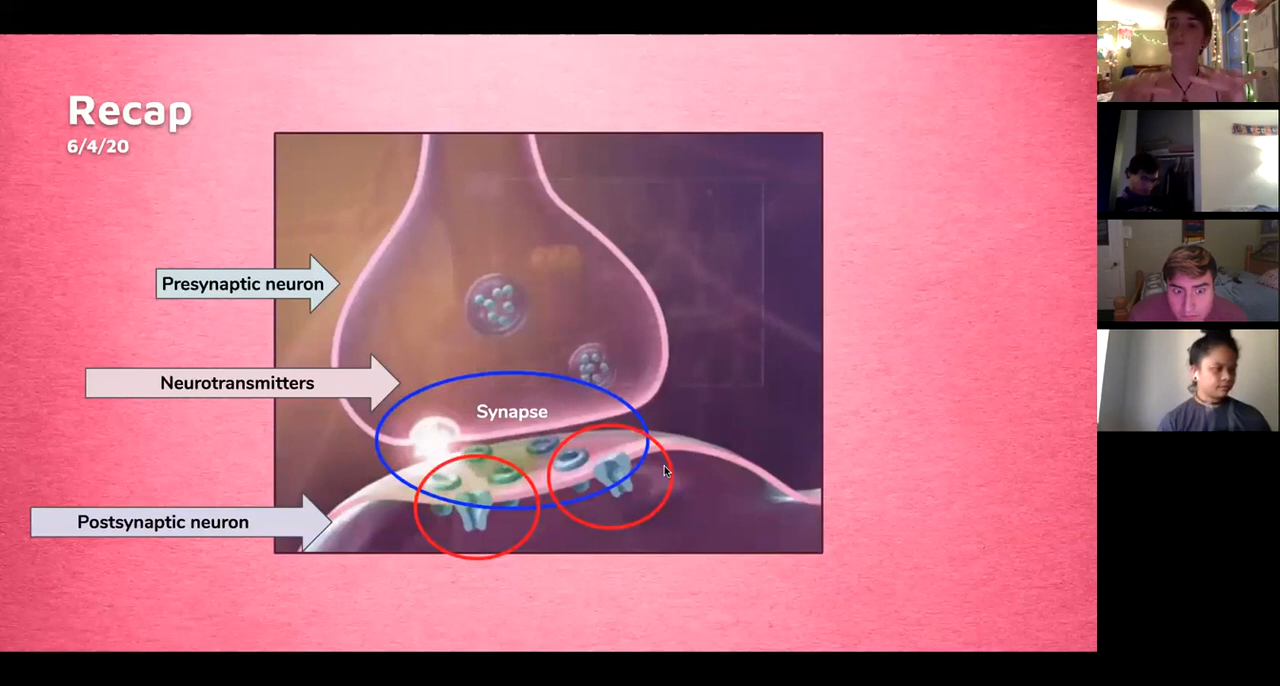 Recap
6/4/20
Presynaptic neuron
Neurotransmitters
Synapse
Postsynaptic neuron